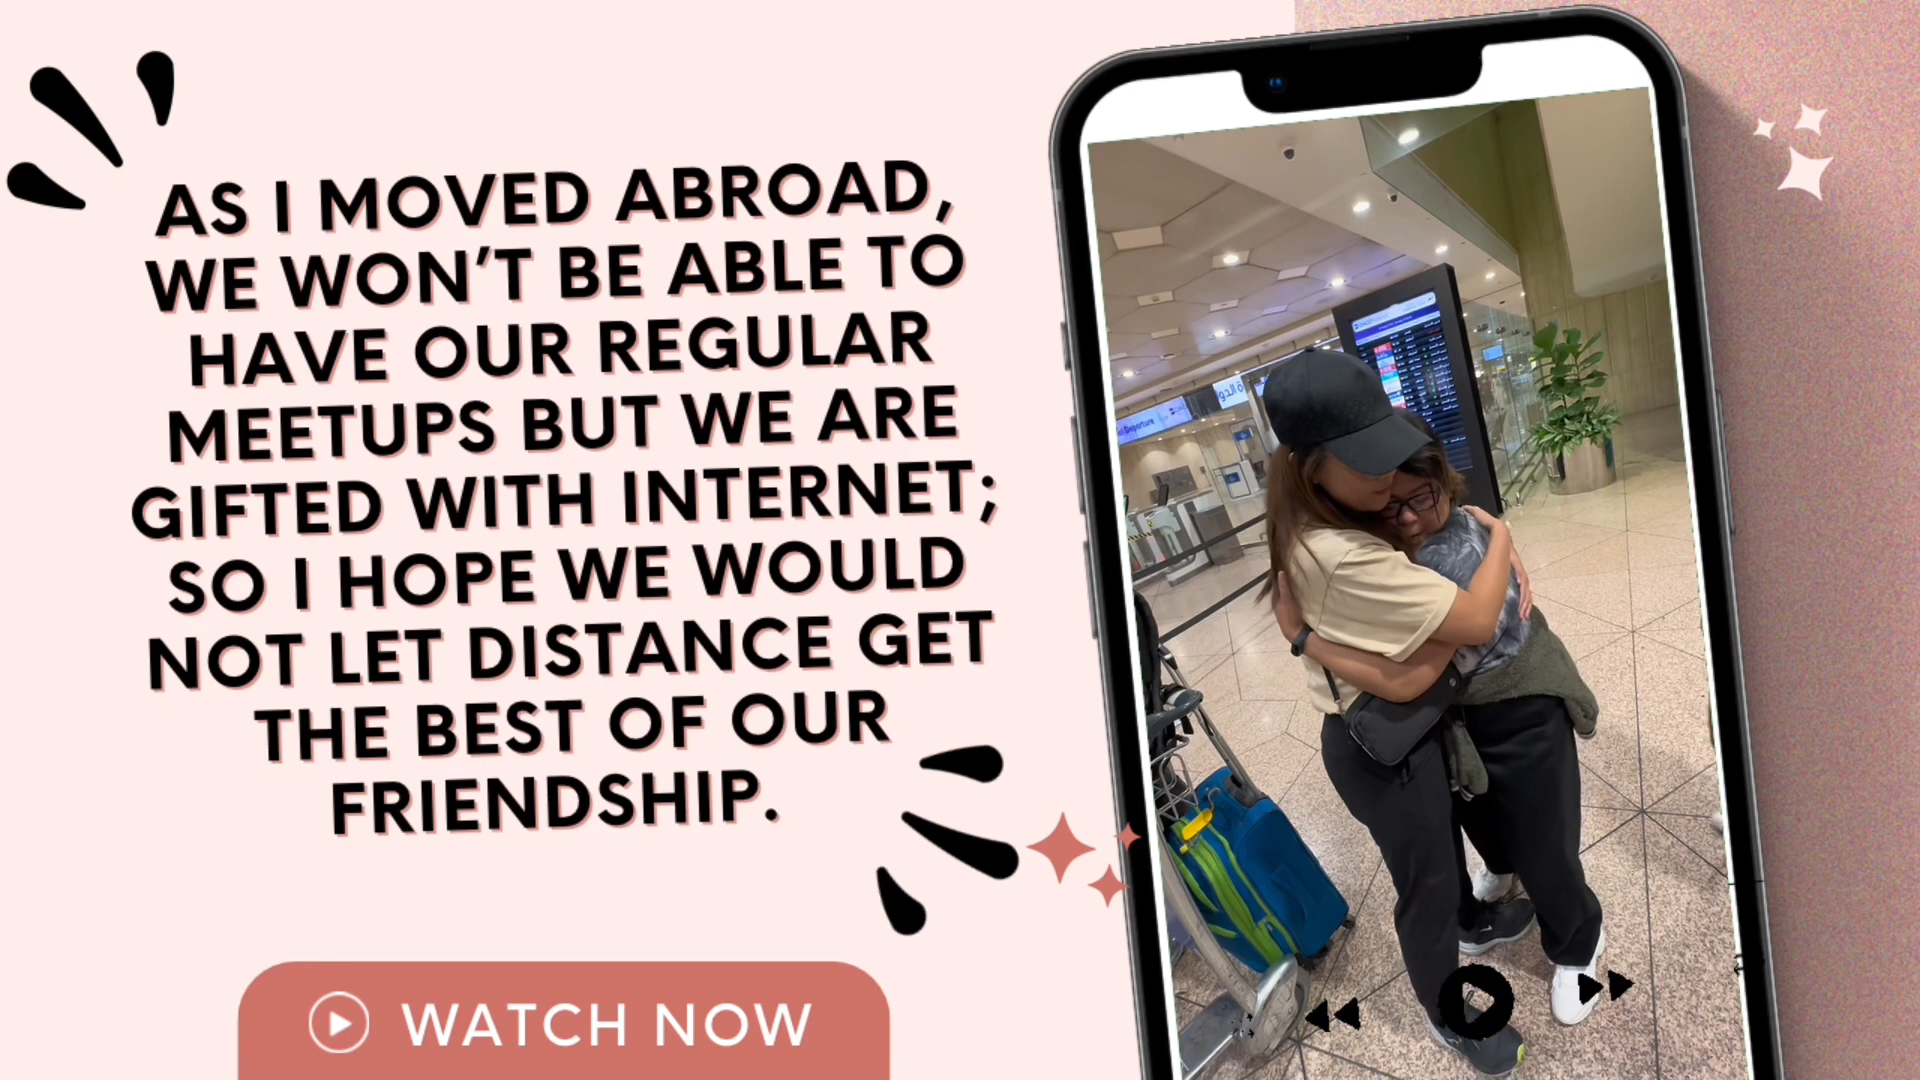 AS I MOVED ABROAD,
WE WON'T BE ABLE TO
HAVE OUR REGULAR
MEETUPS BUT WE ARE
GIFTED WITH INTERNET;
SO I HOPE WE WOULD
NOT LET DISTANCE GET
THE BEST OF OUR
FRIENDSHIP.
WATCH NOW
Departure